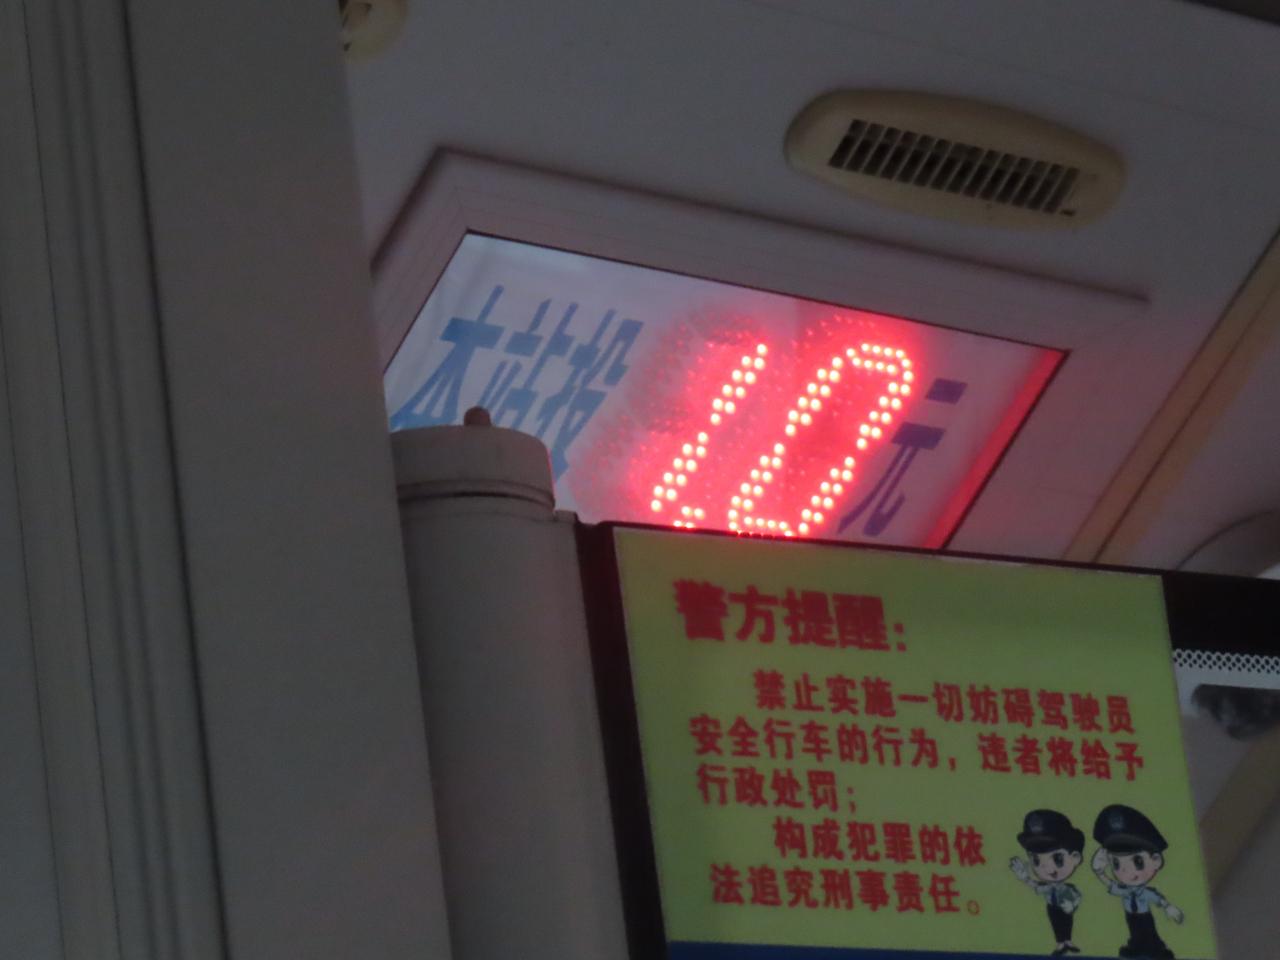 本站投 1.0 元
警方提醒：
禁止实施一切妨碍驾驶员
安全行车的行为，违者将给予
行政处罚；
构成犯罪的依
法追究刑事责任。